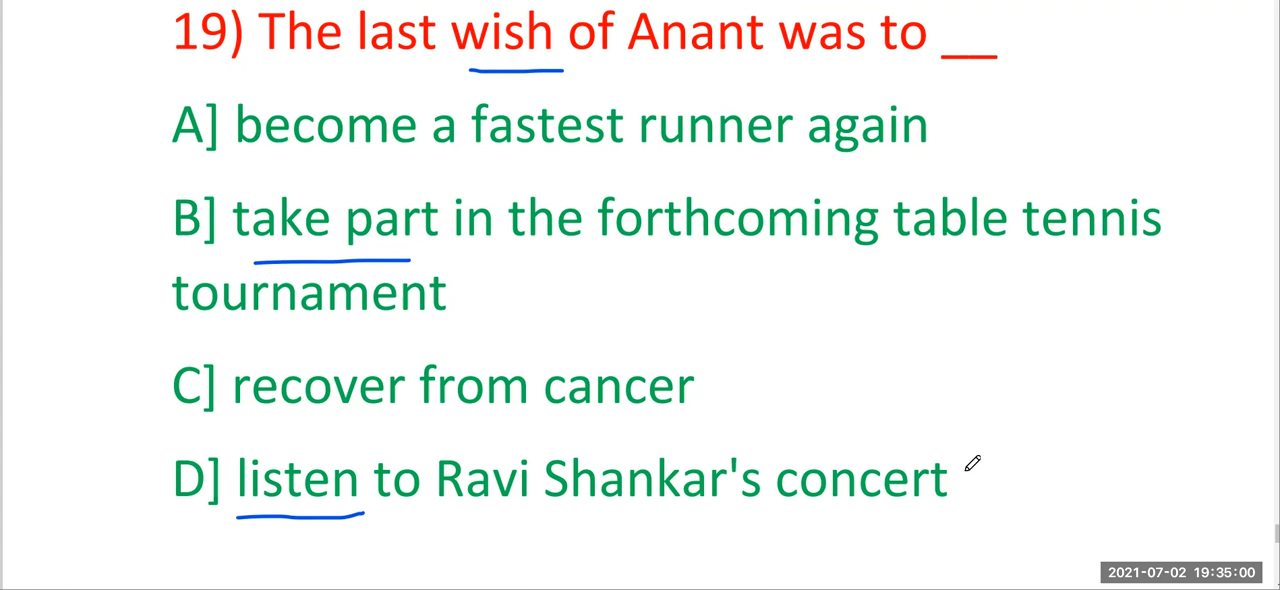 19) The last wish of Anant was to __
A] become a fastest runner again
B] take part in the forthcoming table tennis
tournament
C] recover from cancer
D] listen to Ravi Shankar's concert
2021-07-02 19:35:00